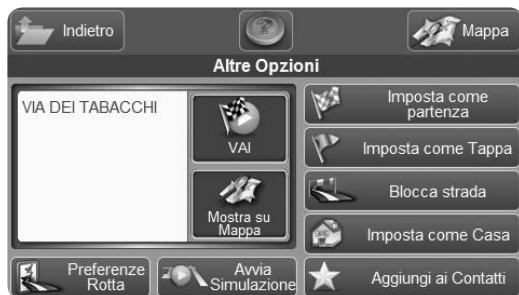 Indietro
Mappa
Altre Opzioni
VIA DEI TABACCHI
VAI
Mostra su
Mappa
Imposta come
partenza
Imposta come Tappa
Blocca strada
Imposta come Casa
Preferenze
Rotta
Avvia
Simulazione
Aggiungi ai Contatti